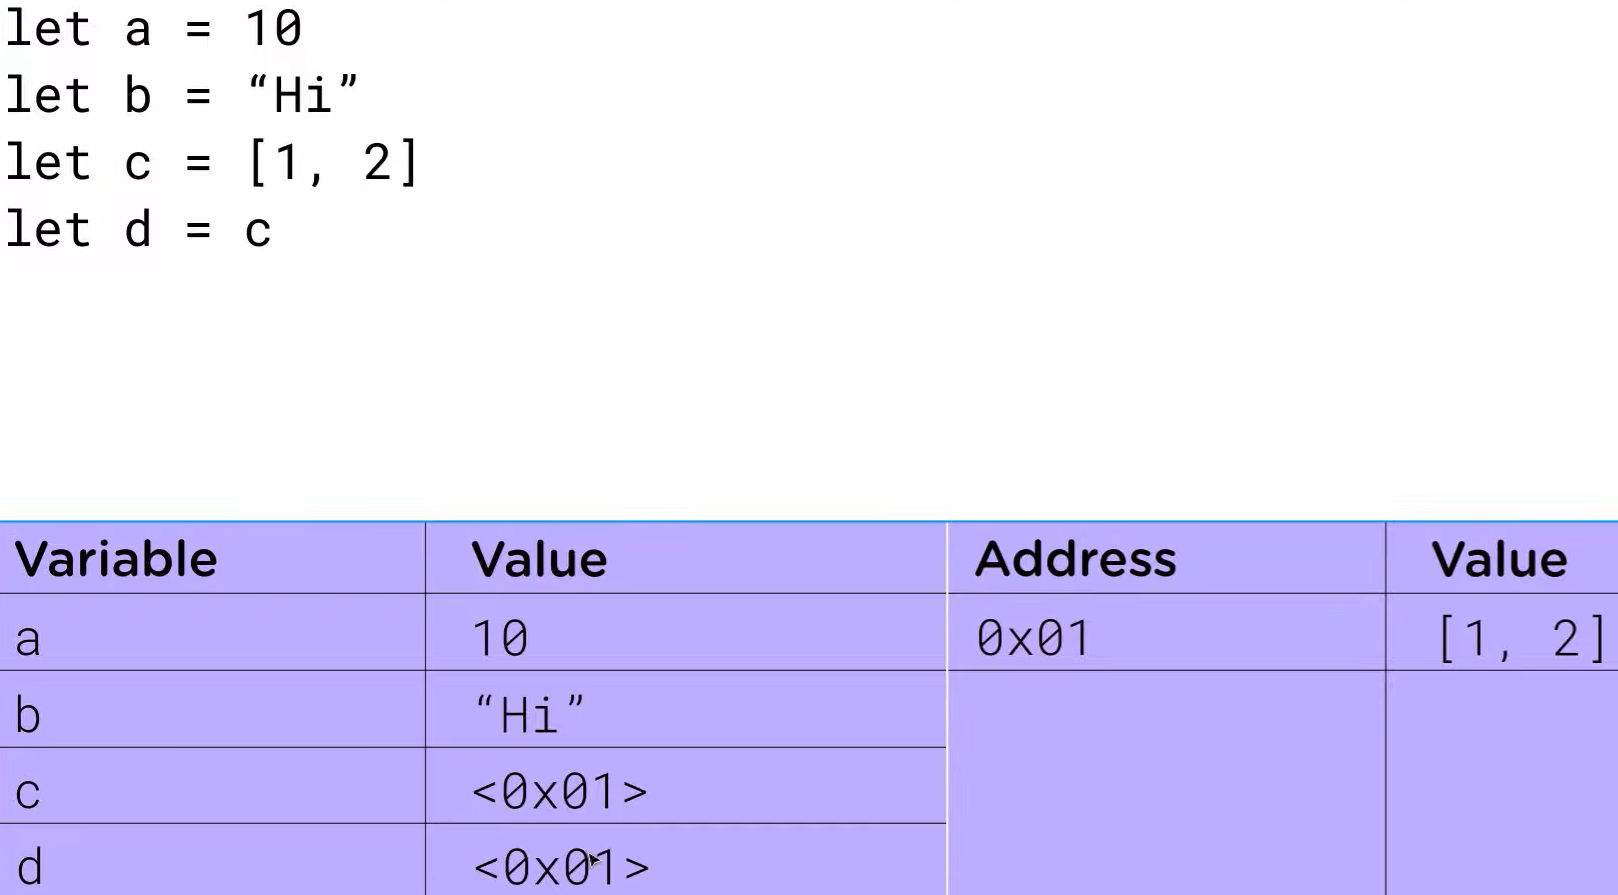 let a = 10
let b = “Hi”
let c = [1, 2]
let d = c
Variable Value Address Value
a 10 0x01 [1, 2]
b “Hi”
c <0x01>
d <0x01>